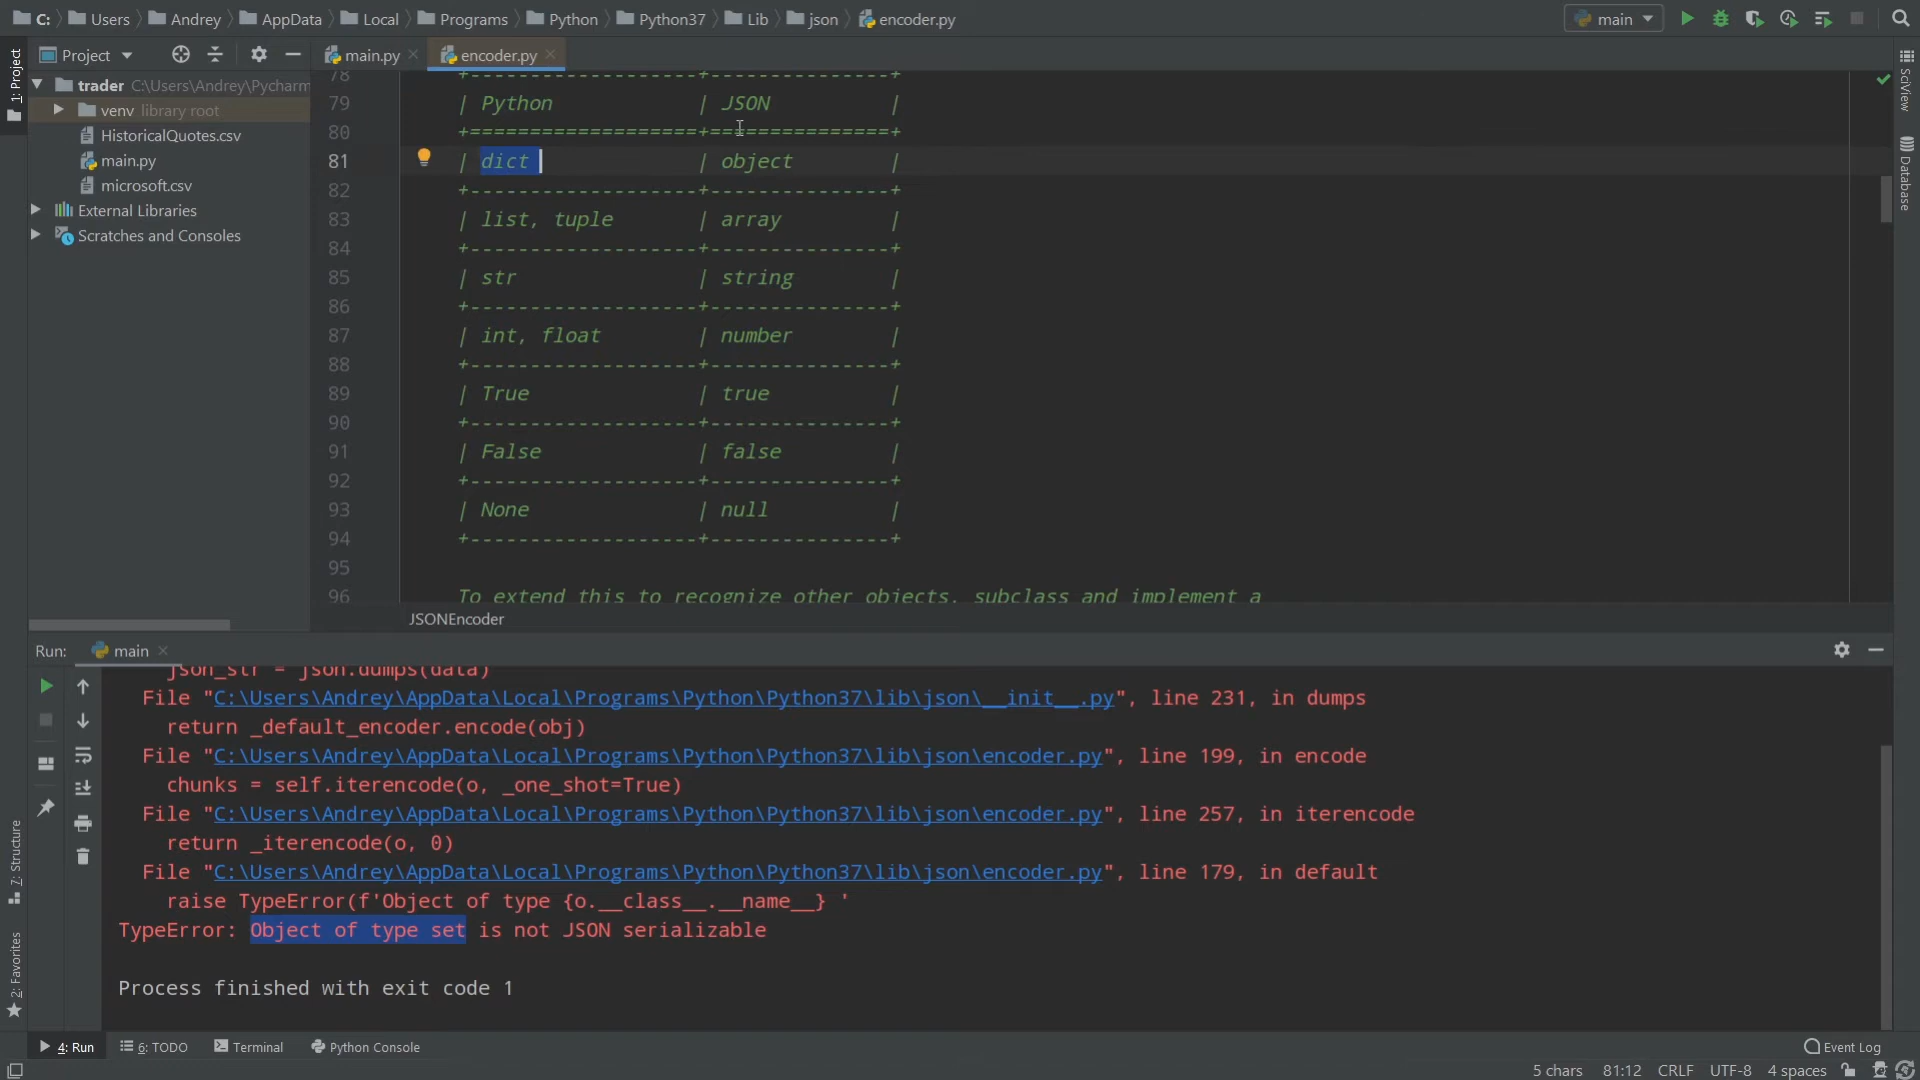 C: Users Andrey AppData Local Programs Python Python37 Lib json encoder.py
main
Project
main.py
encoder.py
1: Project
trader C:\Users\Andrey\Pycharm
venv library root
HistoricalQuotes.csv
main.py
microsoft.csv
External Libraries
Scratches and Consoles
78 +-------------------+---------------+
79 | Python            | JSON          |
80 +===================+===============+
81 | dict              | object        |
82 +-------------------+---------------+
83 | list, tuple       | array         |
84 +-------------------+---------------+
85 | str               | string        |
86 +-------------------+---------------+
87 | int, float        | number        |
88 +-------------------+---------------+
89 | True              | true          |
90 +-------------------+---------------+
91 | False             | false         |
92 +-------------------+---------------+
93 | None              | null          |
94 +-------------------+---------------+
95
96 To extend this to recognize other objects, subclass and implement a
JSONEncoder
SciView
Database
Run: main
json_str = json.dumps(data)
File "C:\Users\Andrey\AppData\Local\Programs\Python\Python37\lib\json\__init__.py", line 231, in dumps
return _default_encoder.encode(obj)
File "C:\Users\Andrey\AppData\Local\Programs\Python\Python37\lib\json\encoder.py", line 199, in encode
chunks = self.iterencode(o, _one_shot=True)
File "C:\Users\Andrey\AppData\Local\Programs\Python\Python37\lib\json\encoder.py", line 257, in iterencode
return _iterencode(o, 0)
File "C:\Users\Andrey\AppData\Local\Programs\Python\Python37\lib\json\encoder.py", line 179, in default
raise TypeError(f'Object of type {o.__class__.__name__} '
TypeError: Object of type set is not JSON serializable
Process finished with exit code 1
7: Structure
2: Favorites
4: Run
6: TODO
Terminal
Python Console
Event Log
5 chars 81:12 CRLF UTF-8 4 spaces